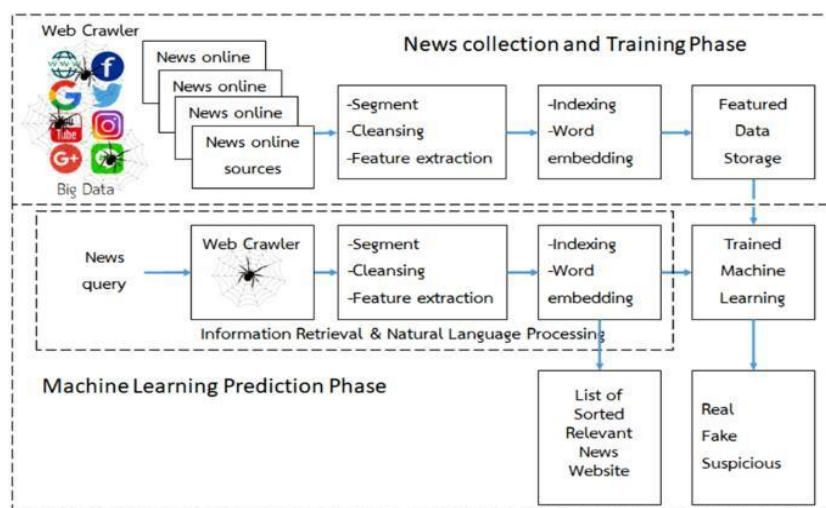 Web Crawler
News collection and Training Phase
News online
News online
News online
News online
sources
-Segment
-Cleansing
-Feature extraction
-Indexing
-Word
embedding
Featured
Data
Storage
WWW
f
G
Tube
G+
Big Data
News
query
Web Crawler
-Segment
-Cleansing
-Feature extraction
-Indexing
-Word
embedding
Trained
Machine
Learning
Information Retrieval & Natural Language Processing
Machine Learning Prediction Phase
List of
Sorted
Relevant
News
Website
Real
Fake
Suspicious